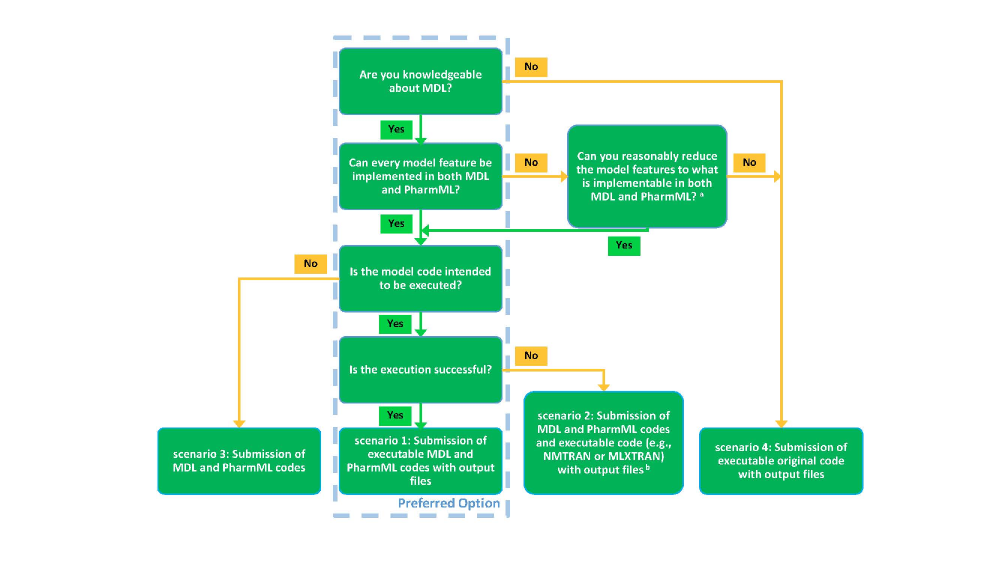 Are you knowledgeable
about MDL?
No
Yes
Can every model feature be
implemented in both MDL
and PharmML?
No
Can you reasonably reduce
the model features to what
is implementable in both
MDL and PharmML? a
No
Yes
Yes
Is the model code intended
to be executed?
No
Yes
Is the execution successful?
No
Yes
scenario 3: Submission of
MDL and PharmML codes
scenario 1: Submission of
executable MDL and
PharmML codes with output
files
scenario 2: Submission of
MDL and PharmML codes
and executable code (e.g.,
NMTRAN or MLXTRAN)
with output files b
scenario 4: Submission of
executable original code
with output files
Preferred Option